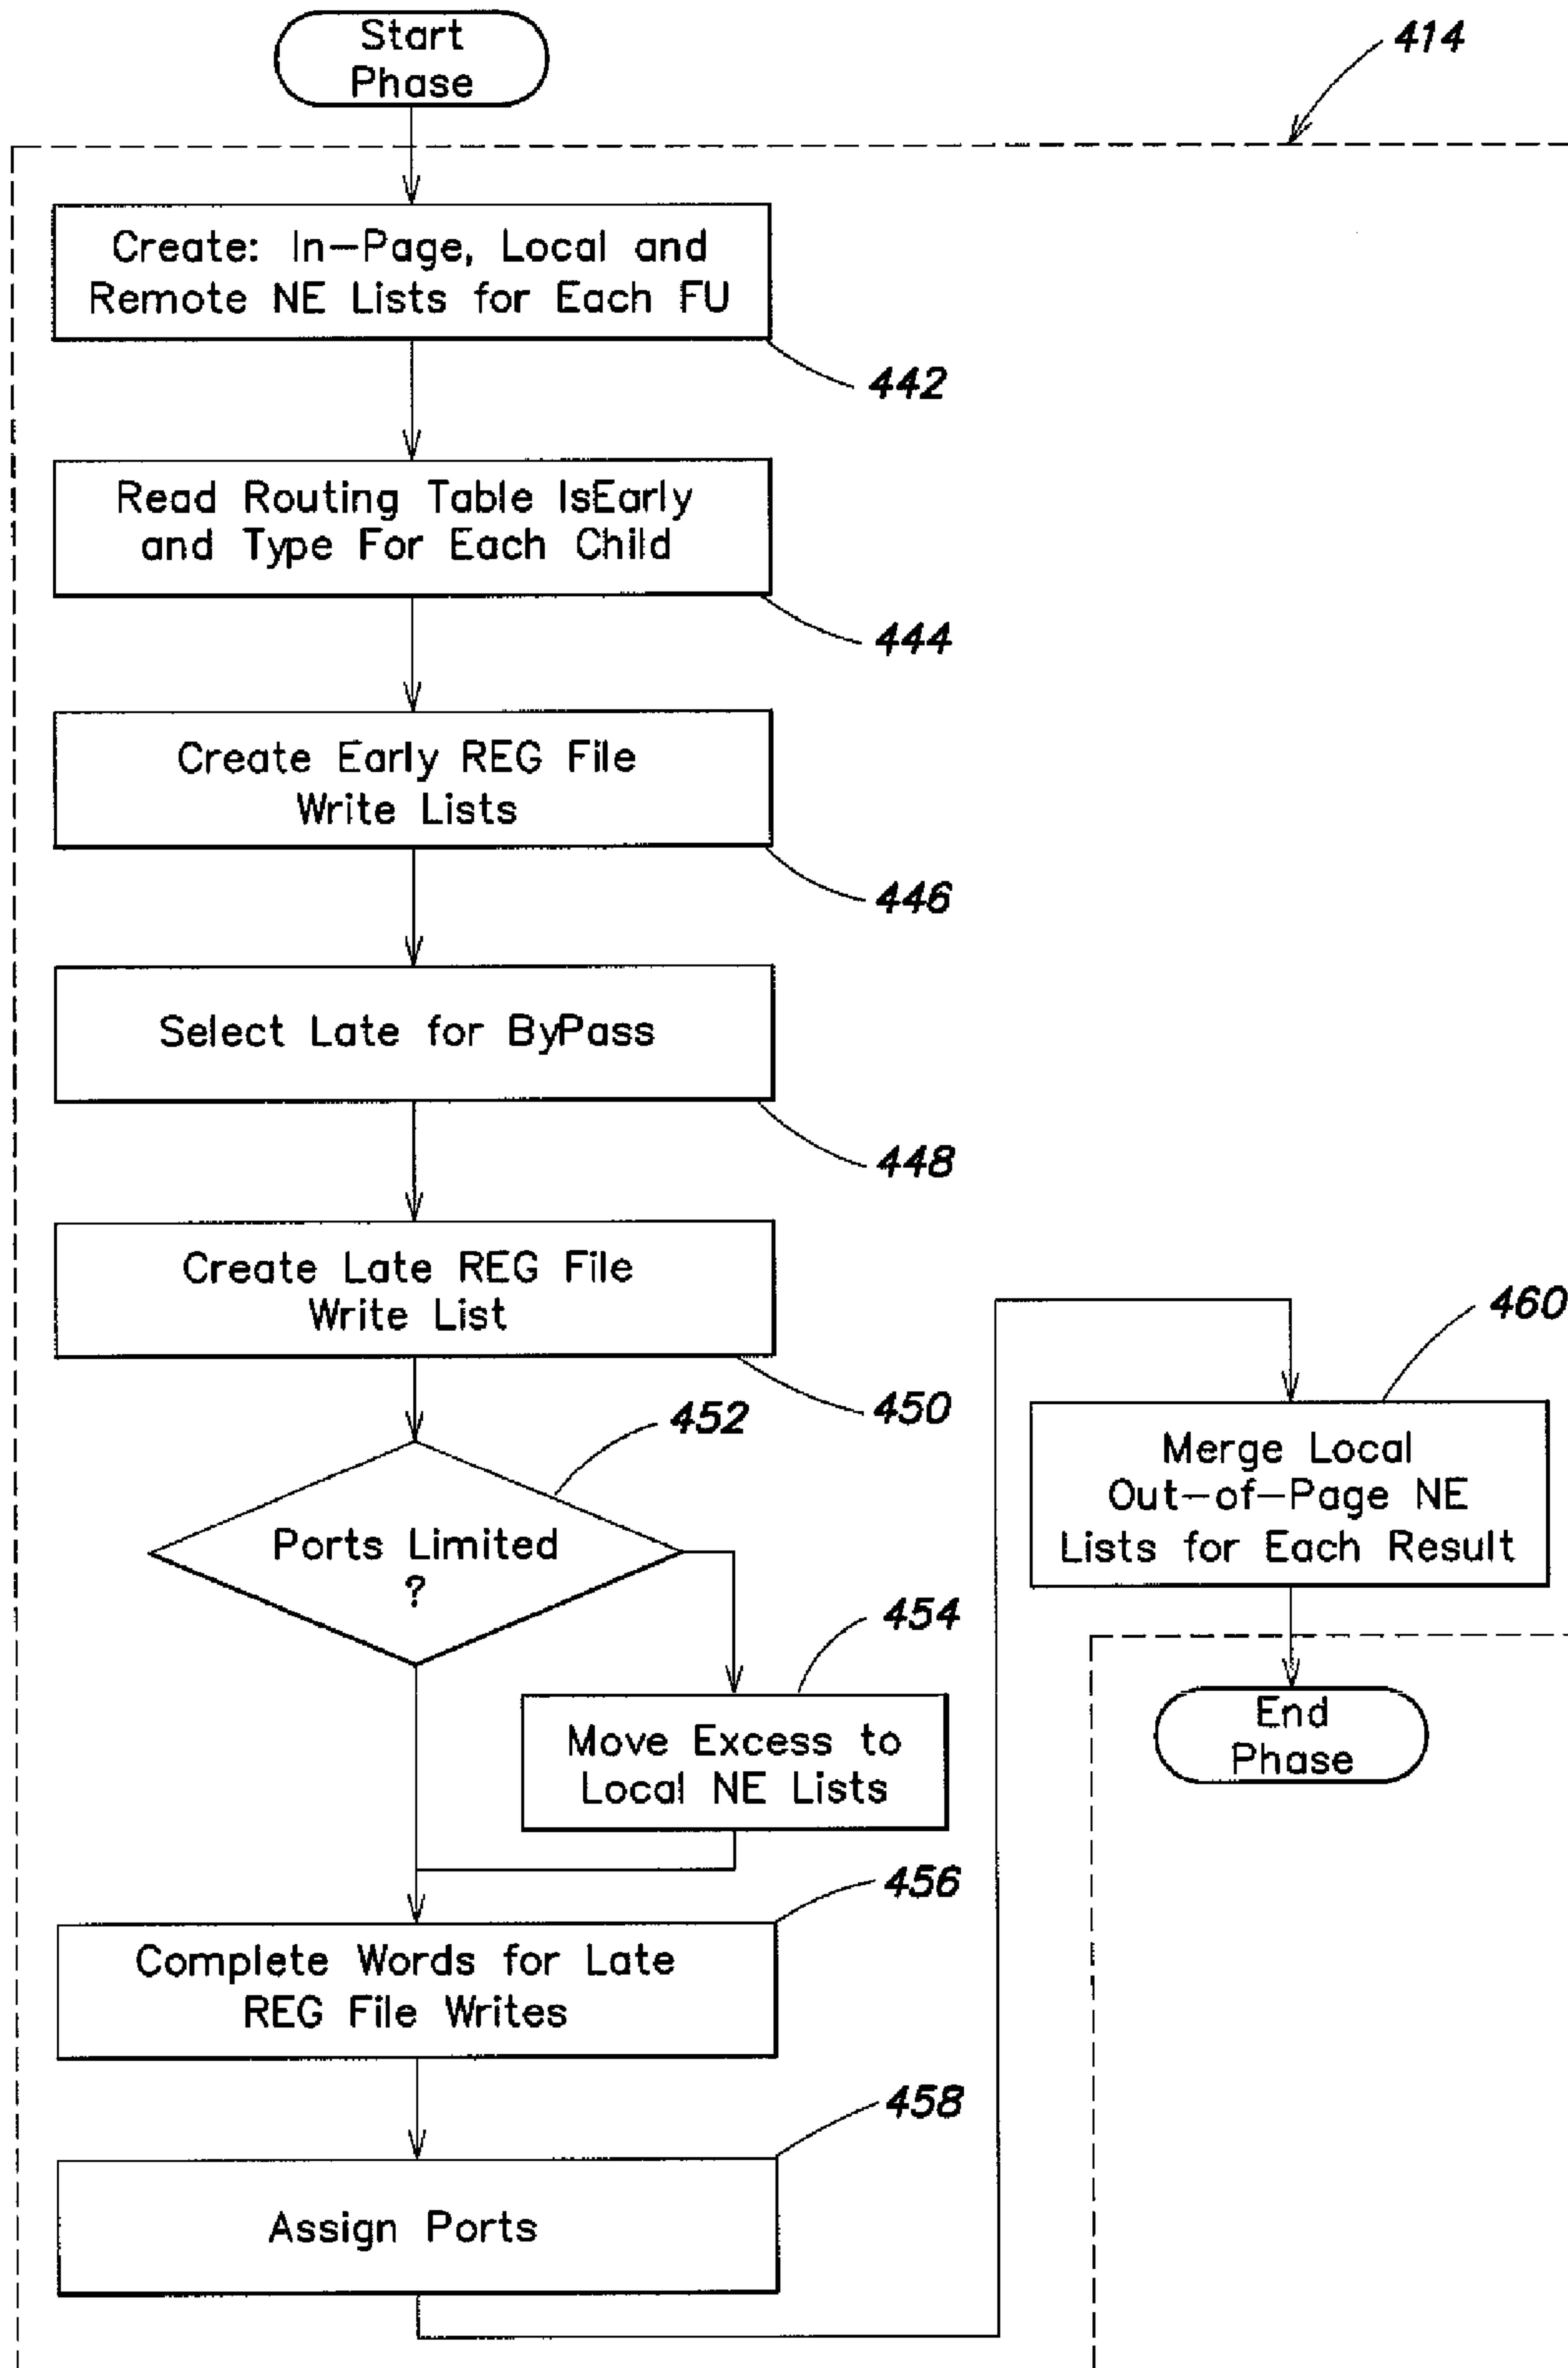 Start
Phase
414
Create: In-Page, Local and
Remote NE Lists for Each FU
442
Read Routing Table IsEarly
and Type For Each Child
444
Create Early REG File
Write Lists
446
Select Late for ByPass
448
Create Late REG File
Write List
450
452
Ports Limited
?
454
Move Excess to
Local NE Lists
456
Complete Words for Late
REG File Writes
458
Assign Ports
460
Merge Local
Out-of-Page NE
Lists for Each Result
End
Phase